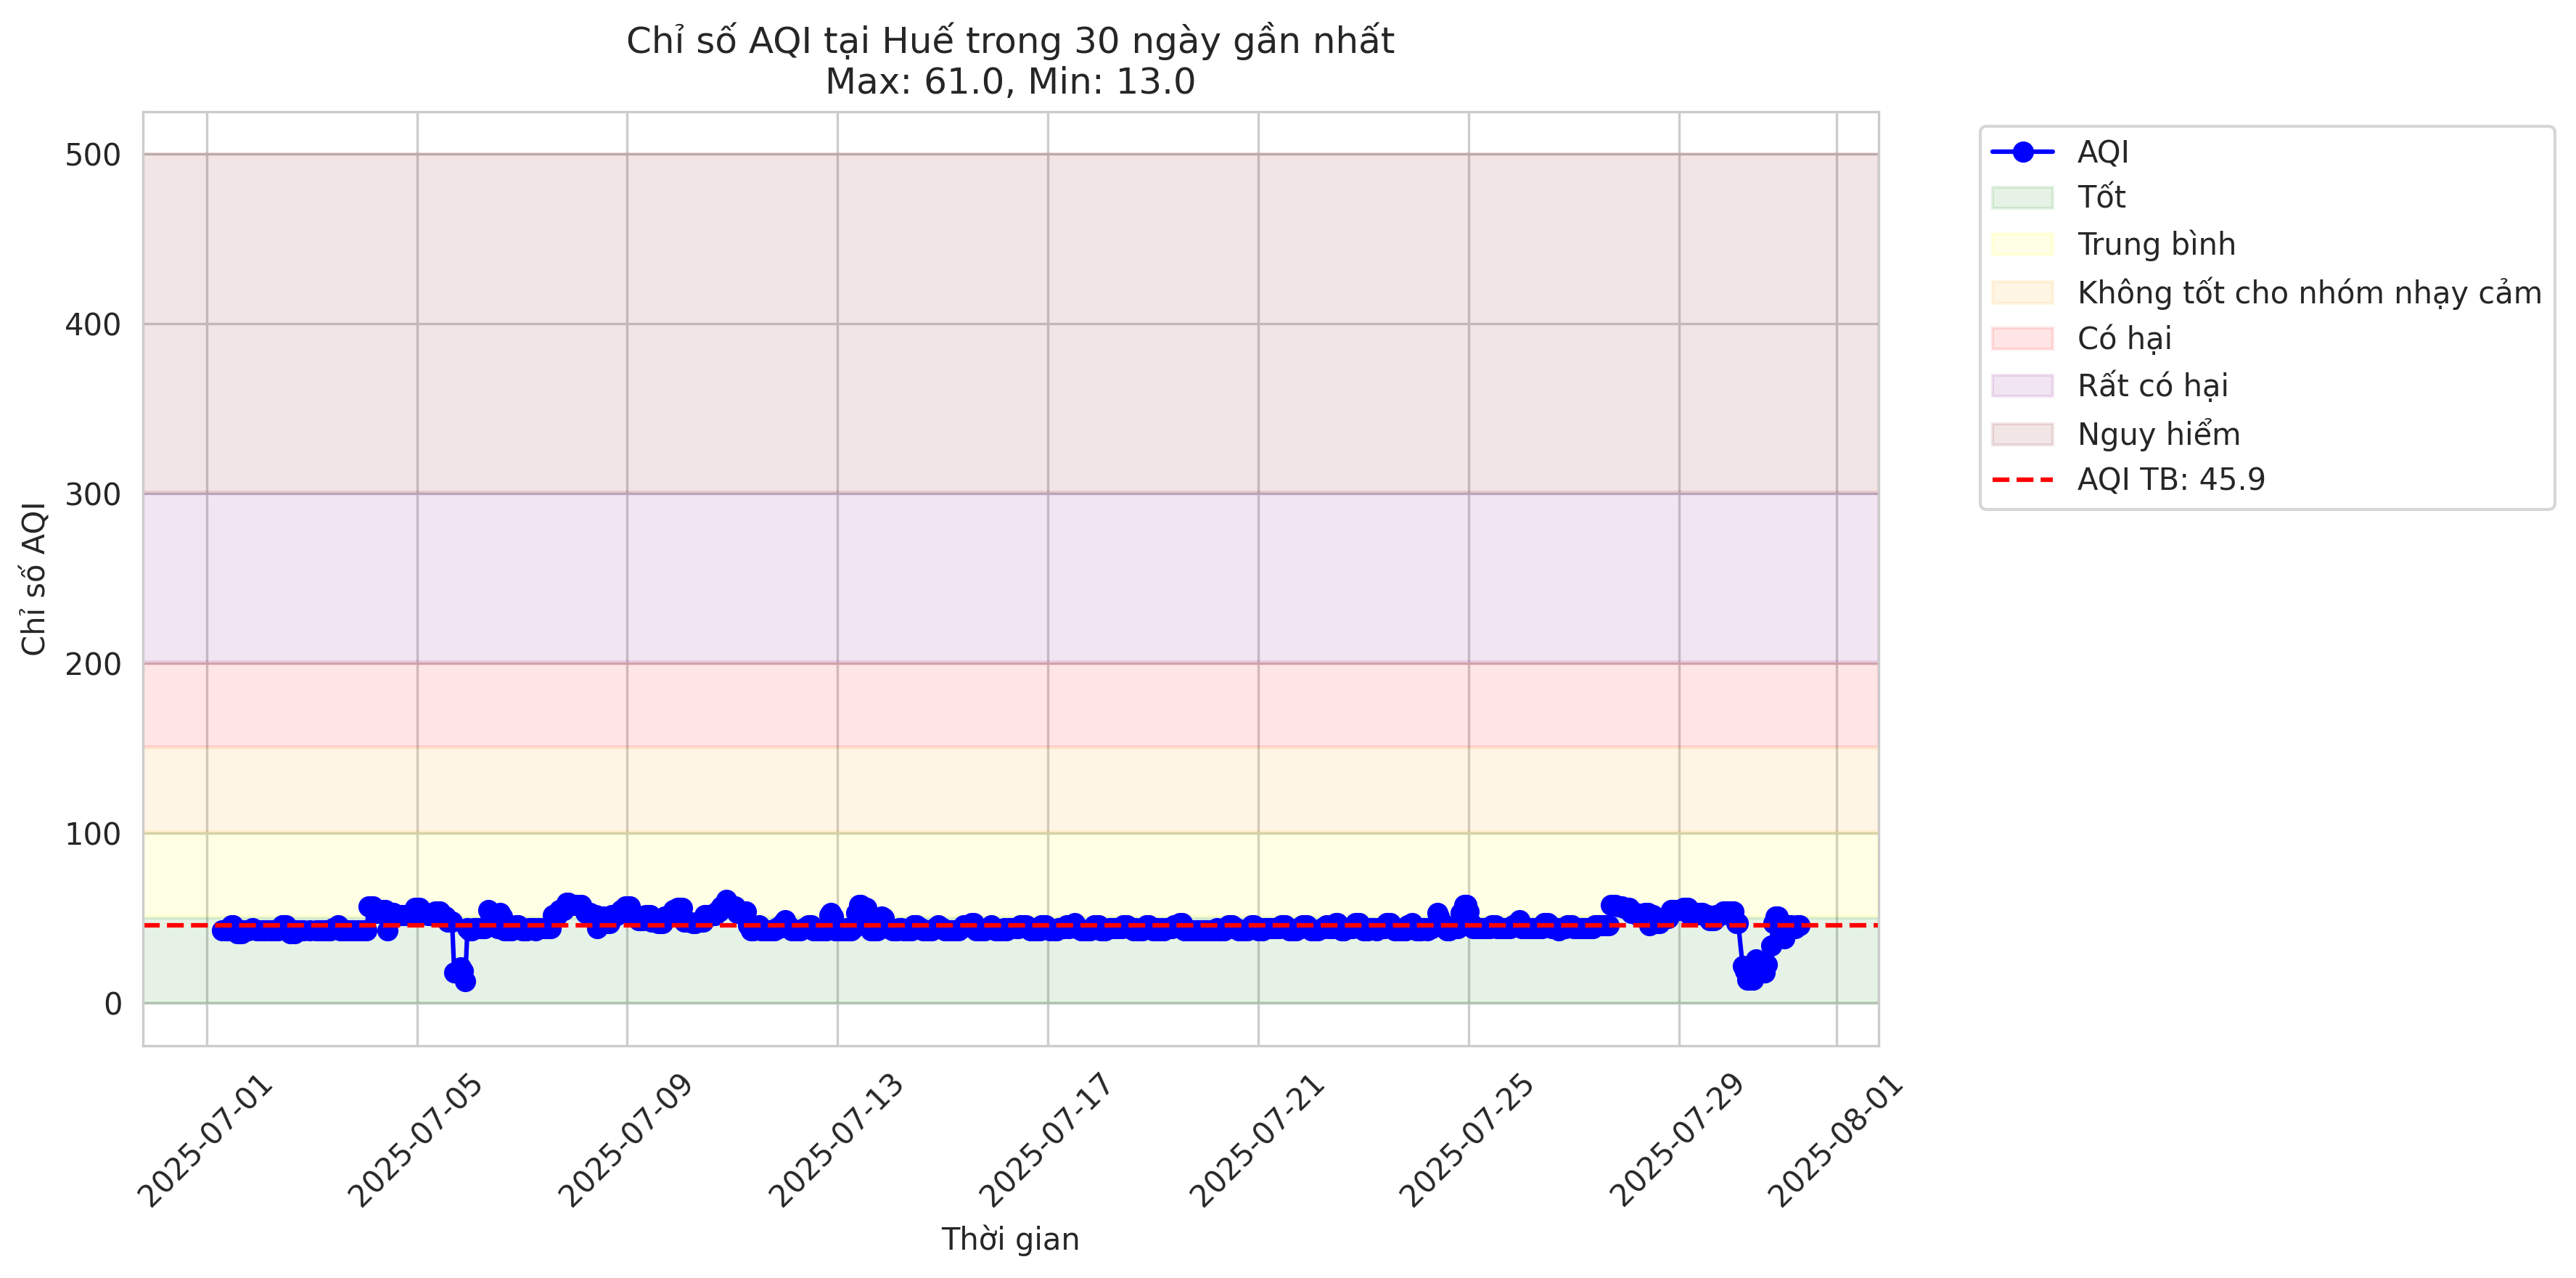 Chỉ số AQI tại Huế trong 30 ngày gần nhất
Max: 61.0, Min: 13.0
Chỉ số AQI
500
400
300
200
100
0
2025-07-01
2025-07-05
2025-07-09
2025-07-13
2025-07-17
2025-07-21
2025-07-25
2025-07-29
2025-08-01
Thời gian
AQI
Tốt
Trung bình
Không tốt cho nhóm nhạy cảm
Có hại
Rất có hại
Nguy hiểm
AQI TB: 45.9